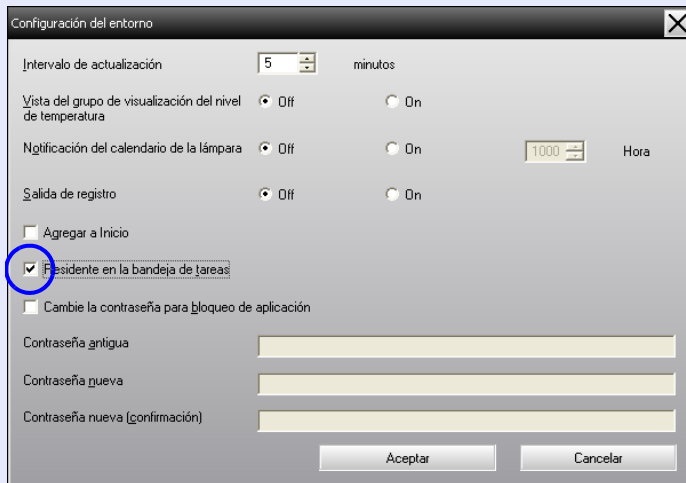 Configuración del entorno
Intervalo de actualización 5 minutos
Vista del grupo de visualización del nivel
de temperatura Off On
Notificación del calendario de la lámpara Off On 1000 Hora
Salida de registro Off On
Agregar a Inicio
Residente en la bandeja de tareas
Cambie la contraseña para bloqueo de aplicación
Contraseña antigua
Contraseña nueva
Contraseña nueva (confirmación)
Aceptar Cancelar